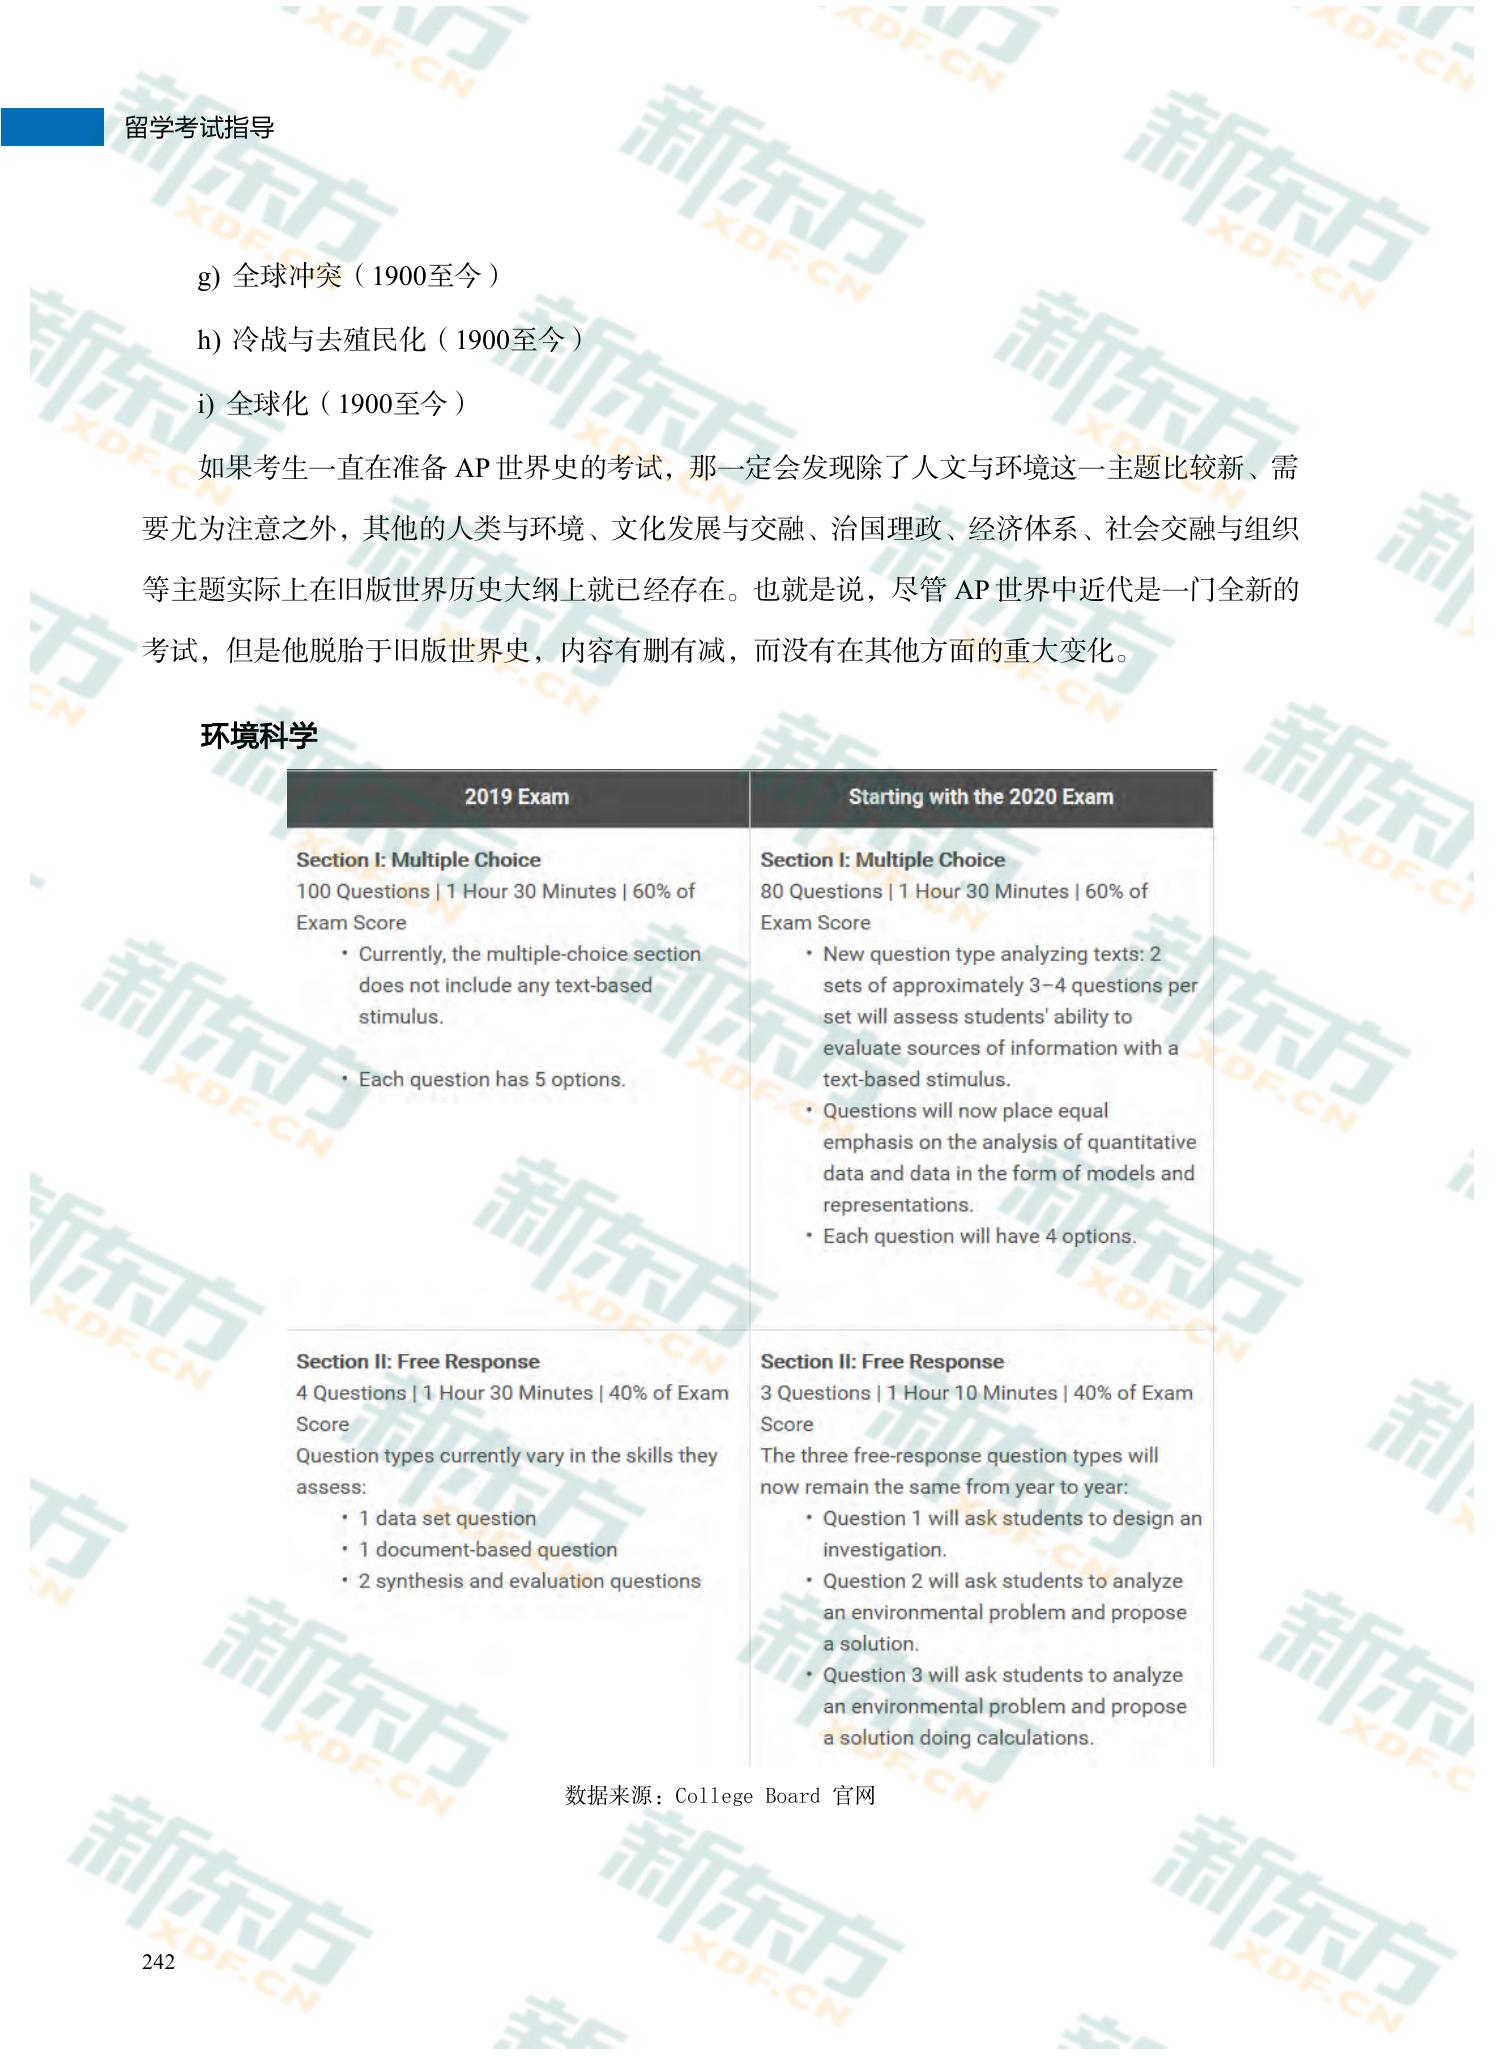 留学考试指导
g) 全球冲突（1900至今）
h) 冷战与去殖民化（1900至今）
i) 全球化（1900至今）
如果考生一直在准备 AP 世界史的考试，那一定会发现除了人文与环境这一主题比较新、需
要尤为注意之外，其他的人类与环境、文化发展与交融、治国理政、经济体系、社会交融与组织
等主题实际上在旧版世界历史大纲上就已经存在。也就是说，尽管 AP 世界中近代是一门全新的
考试，但是他脱胎于旧版世界史，内容有删有减，而没有在其他方面的重大变化。
环境科学
2019 Exam
Starting with the 2020 Exam
Section I: Multiple Choice
100 Questions | 1 Hour 30 Minutes | 60% of
Exam Score
• Currently, the multiple-choice section
does not include any text-based
stimulus.
• Each question has 5 options.
Section I: Multiple Choice
80 Questions | 1 Hour 30 Minutes | 60% of
Exam Score
• New question type analyzing texts: 2
sets of approximately 3–4 questions per
set will assess students' ability to
evaluate sources of information with a
text-based stimulus.
• Questions will now place equal
emphasis on the analysis of quantitative
data and data in the form of models and
representations.
• Each question will have 4 options.
Section II: Free Response
4 Questions | 1 Hour 30 Minutes | 40% of Exam
Score
Question types currently vary in the skills they
assess:
• 1 data set question
• 1 document-based question
• 2 synthesis and evaluation questions
Section II: Free Response
3 Questions | 1 Hour 10 Minutes | 40% of Exam
Score
The three free-response question types will
now remain the same from year to year:
• Question 1 will ask students to design an
investigation.
• Question 2 will ask students to analyze
an environmental problem and propose
a solution.
• Question 3 will ask students to analyze
an environmental problem and propose
a solution doing calculations.
数据来源：College Board 官网
242
新东方
XDF.CN